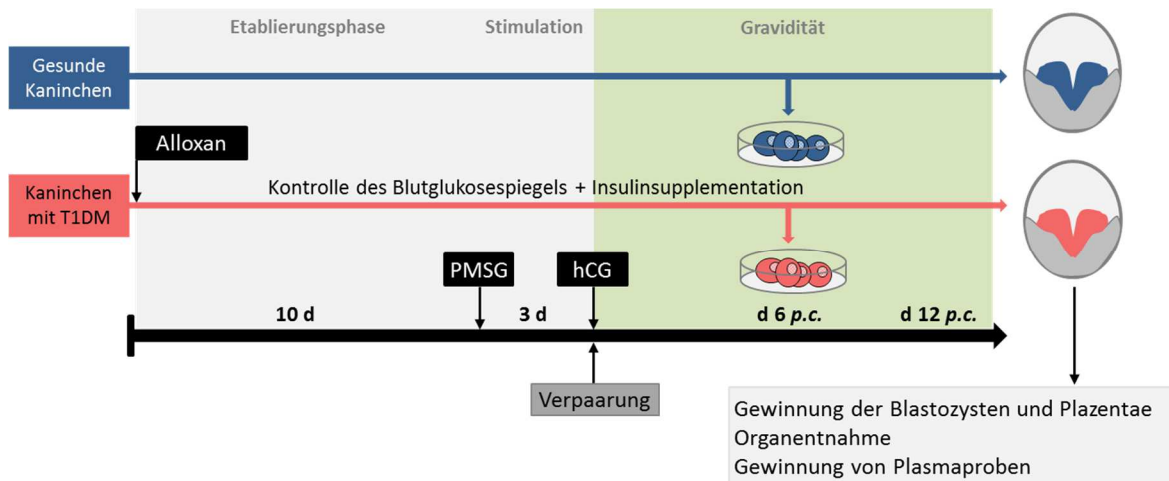 Etablierungsphase
Stimulation
Gravidität
Gesunde
Kaninchen
Alloxan
Kaninchen
mit T1DM
Kontrolle des Blutglukosespiegels + Insulinsupplementation
PMSG
hCG
10 d
3 d
d 6 p.c.
d 12 p.c.
Verpaarung
Gewinnung der Blastozysten und Plazentae
Organentnahme
Gewinnung von Plasmaproben